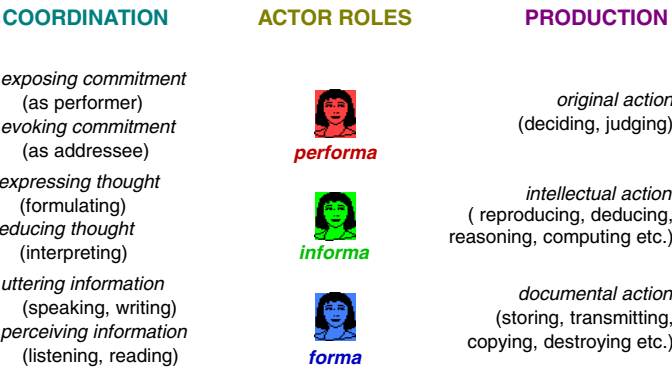 COORDINATION ACTOR ROLES PRODUCTION
exposing commitment
(as performer)
evoking commitment
(as addressee)
performa
original action
(deciding, judging)
expressing thought
(formulating)
educing thought
(interpreting)
informa
intellectual action
( reproducing, deducing,
reasoning, computing etc.)
uttering information
(speaking, writing)
perceiving information
(listening, reading)
forma
documental action
(storing, transmitting,
copying, destroying etc.)